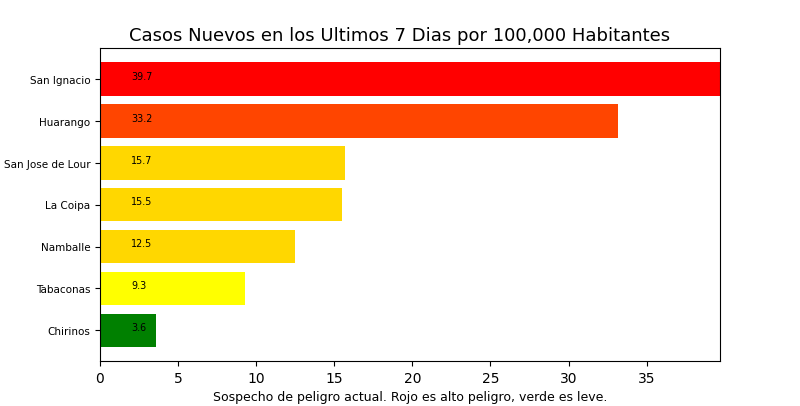 Casos Nuevos en los Ultimos 7 Dias por 100,000 Habitantes
San Ignacio 39.7
Huarango 33.2
San Jose de Lour 15.7
La Coipa 15.5
Namballe 12.5
Tabaconas 9.3
Chirinos 3.6
0 5 10 15 20 25 30 35
Sospecho de peligro actual. Rojo es alto peligro, verde es leve.